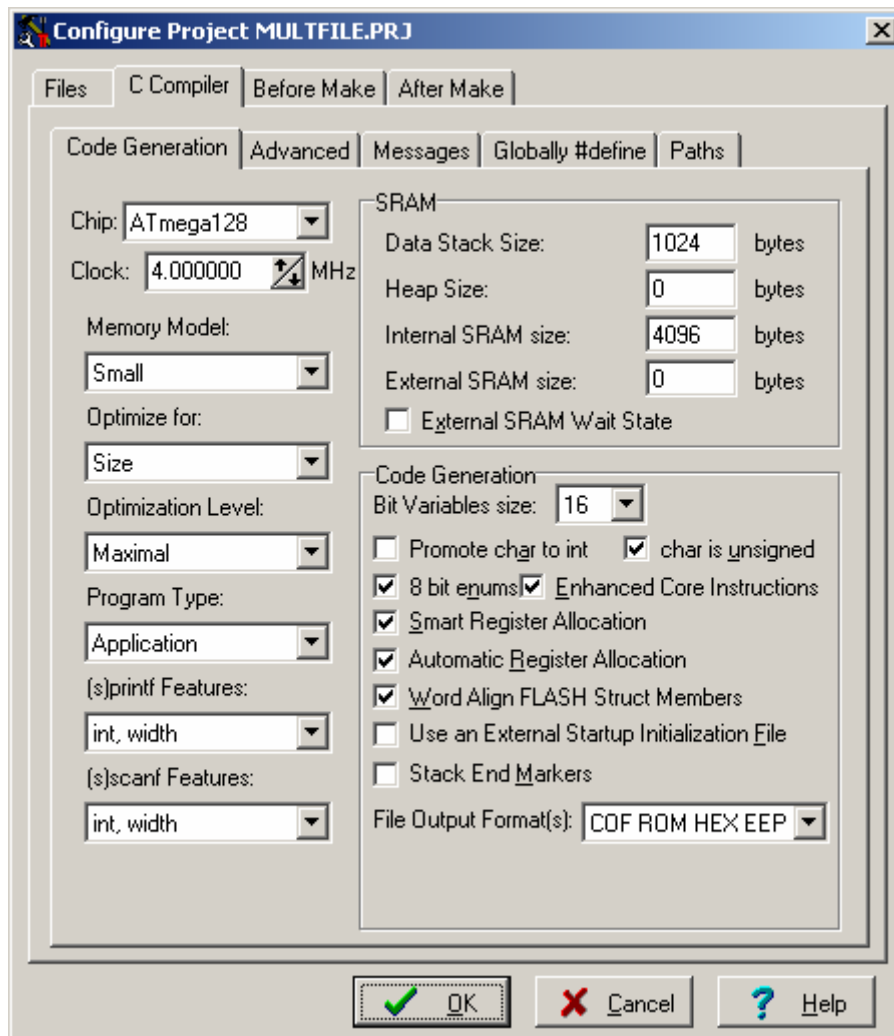 Configure Project MULTFILE.PRJ
Files C Compiler Before Make After Make
Code Generation Advanced Messages Globally #define Paths
Chip: ATmega128
Clock: 4.000000 MHz
Memory Model:
Small
Optimize for:
Size
Optimization Level:
Maximal
Program Type:
Application
(s)printf Features:
int, width
(s)scanf Features:
int, width
SRAM
Data Stack Size: 1024 bytes
Heap Size: 0 bytes
Internal SRAM size: 4096 bytes
External SRAM size: 0 bytes
External SRAM Wait State
Code Generation
Bit Variables size: 16
Promote char to int char is unsigned
8 bit enums Enhanced Core Instructions
Smart Register Allocation
Automatic Register Allocation
Word Align FLASH Struct Members
Use an External Startup Initialization File
Stack End Markers
File Output Format(s): COF ROM HEX EEP
OK Cancel Help